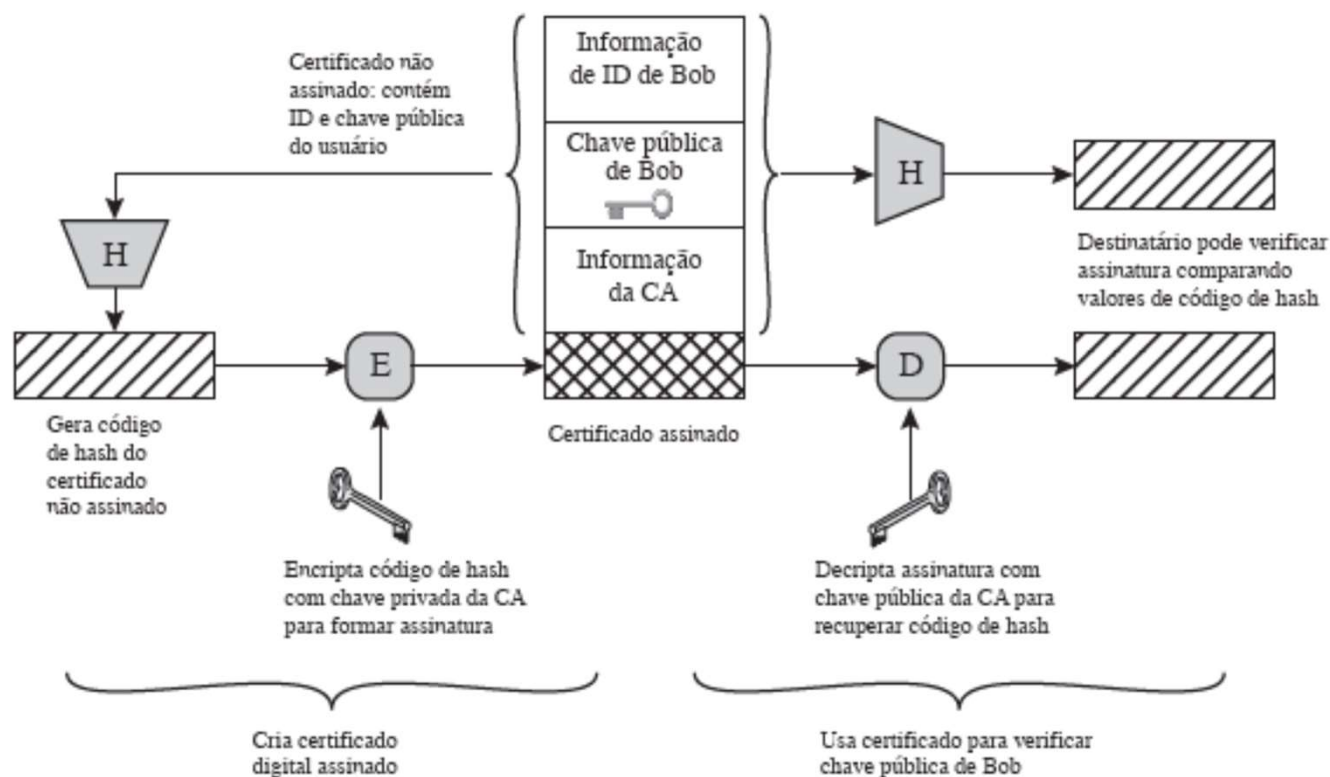 Certificado não
assinado: contém
ID e chave pública
do usuário
Informação
de ID de Bob
Chave pública
de Bob
Informação
da CA
H
H
Destinatário pode verificar
assinatura comparando
valores de código de hash
E
D
Gera código
de hash do
certificado
não assinado
Certificado assinado
Encripta código de hash
com chave privada da CA
para formar assinatura
Decripta assinatura com
chave pública da CA para
recuperar código de hash
Cria certificado
digital assinado
Usa certificado para verificar
chave pública de Bob